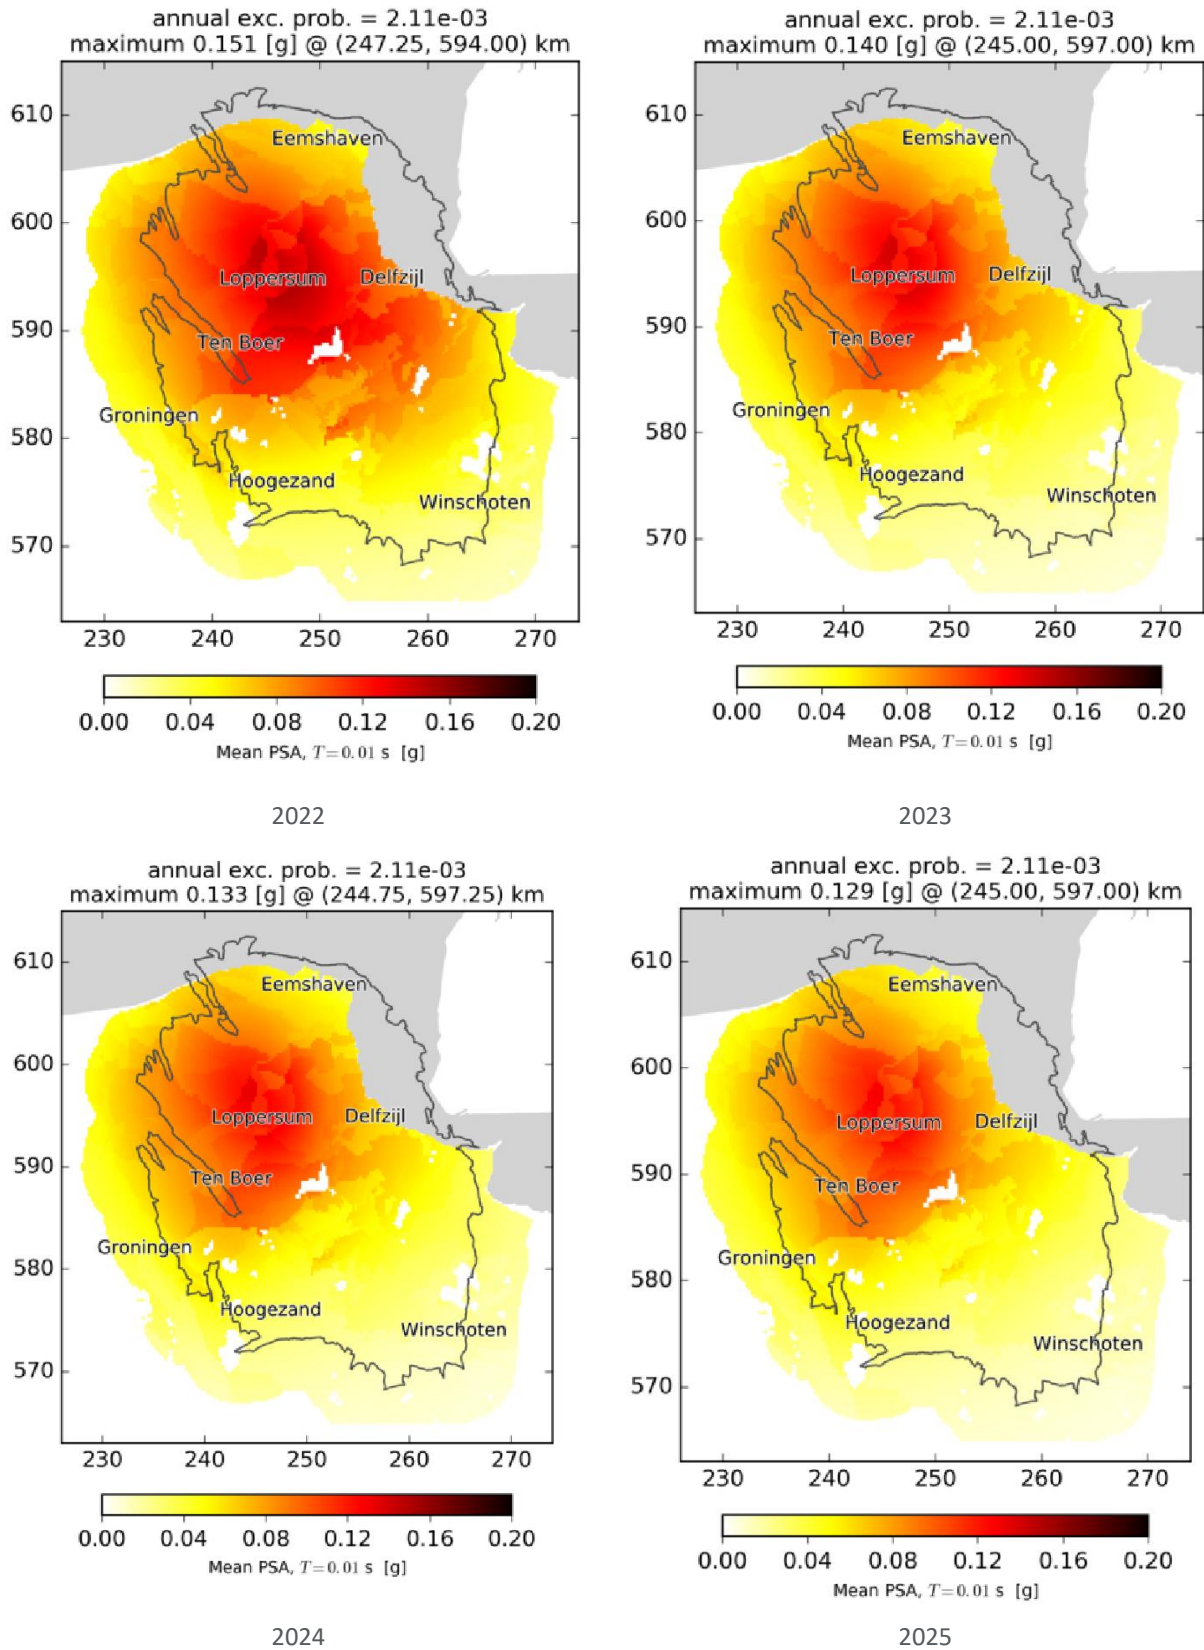 annual exc. prob. = 2.11e-03
maximum 0.151 [g] @ (247.25, 594.00) km
610
600
590
580
570
Eemshaven
Loppersum
Delfzijl
Ten Boer
Groningen
Hoogezand
Winschoten
230 240 250 260 270
0.00 0.04 0.08 0.12 0.16 0.20
Mean PSA, T=0.01 s [g]
2022
annual exc. prob. = 2.11e-03
maximum 0.140 [g] @ (245.00, 597.00) km
610
600
590
580
570
Eemshaven
Loppersum
Delfzijl
Ten Boer
Groningen
Hoogezand
Winschoten
230 240 250 260 270
0.00 0.04 0.08 0.12 0.16 0.20
Mean PSA, T=0.01 s [g]
2023
annual exc. prob. = 2.11e-03
maximum 0.133 [g] @ (244.75, 597.25) km
610
600
590
580
570
Eemshaven
Loppersum
Delfzijl
Ten Boer
Groningen
Hoogezand
Winschoten
230 240 250 260 270
0.00 0.04 0.08 0.12 0.16 0.20
Mean PSA, T=0.01 s [g]
2024
annual exc. prob. = 2.11e-03
maximum 0.129 [g] @ (245.00, 597.00) km
610
600
590
580
570
Eemshaven
Loppersum
Delfzijl
Ten Boer
Groningen
Hoogezand
Winschoten
230 240 250 260 270
0.00 0.04 0.08 0.12 0.16 0.20
Mean PSA, T=0.01 s [g]
2025